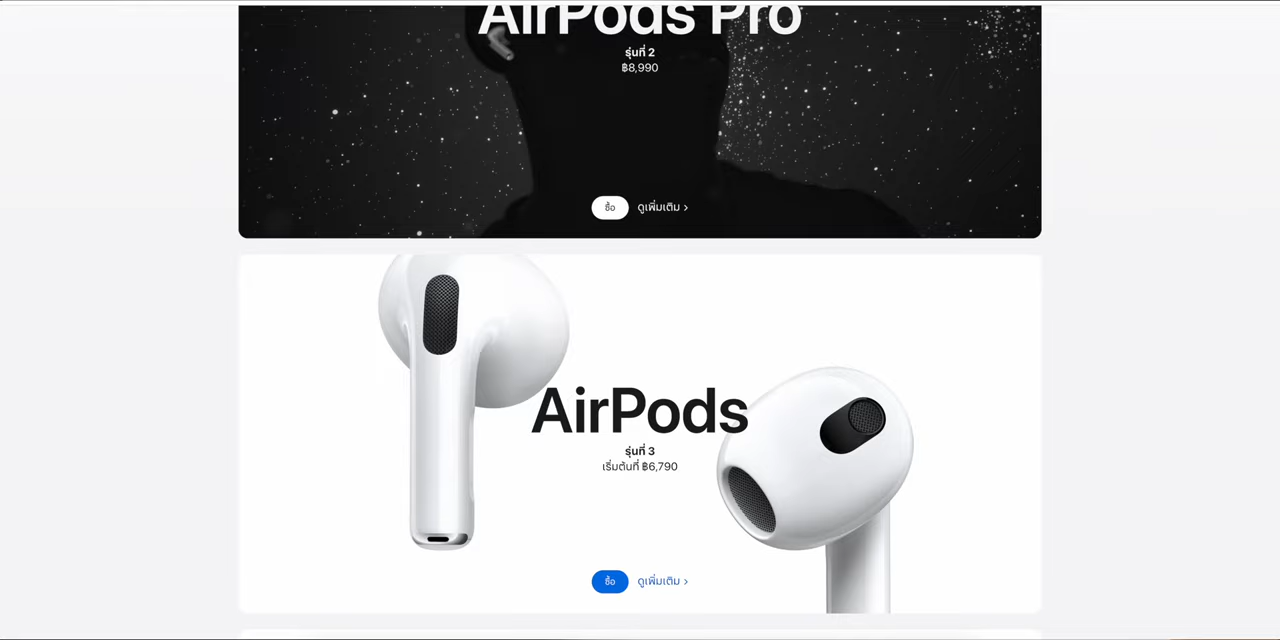 AirPods Pro
รุ่นที่ 2
฿8,990
ซื้อ ดูเพิ่มเติม >
AirPods
รุ่นที่ 3
เริ่มต้นที่ ฿6,790
ซื้อ ดูเพิ่มเติม >